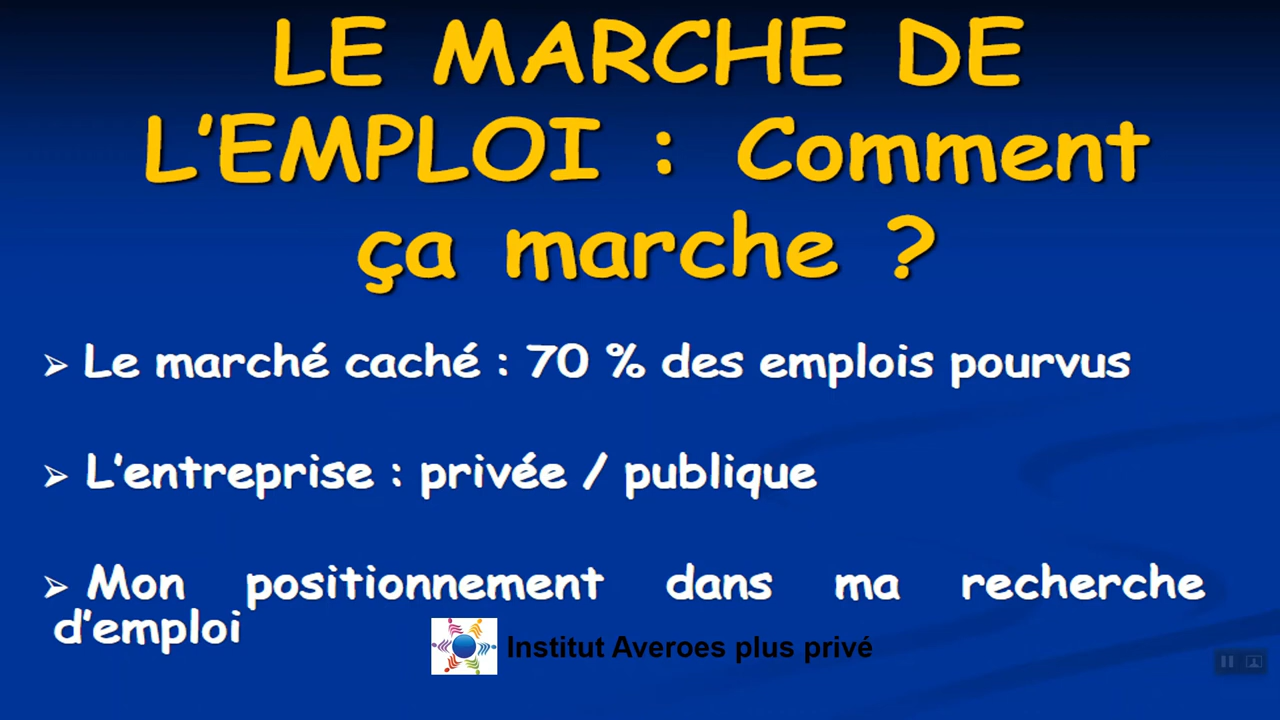 LE MARCHE DE
L’EMPLOI : Comment
ça marche ?
➢ Le marché caché : 70 % des emplois pourvus
➢ L’entreprise : privée / publique
➢ Mon positionnement dans ma recherche
d’emploi
Institut Averoes plus privé